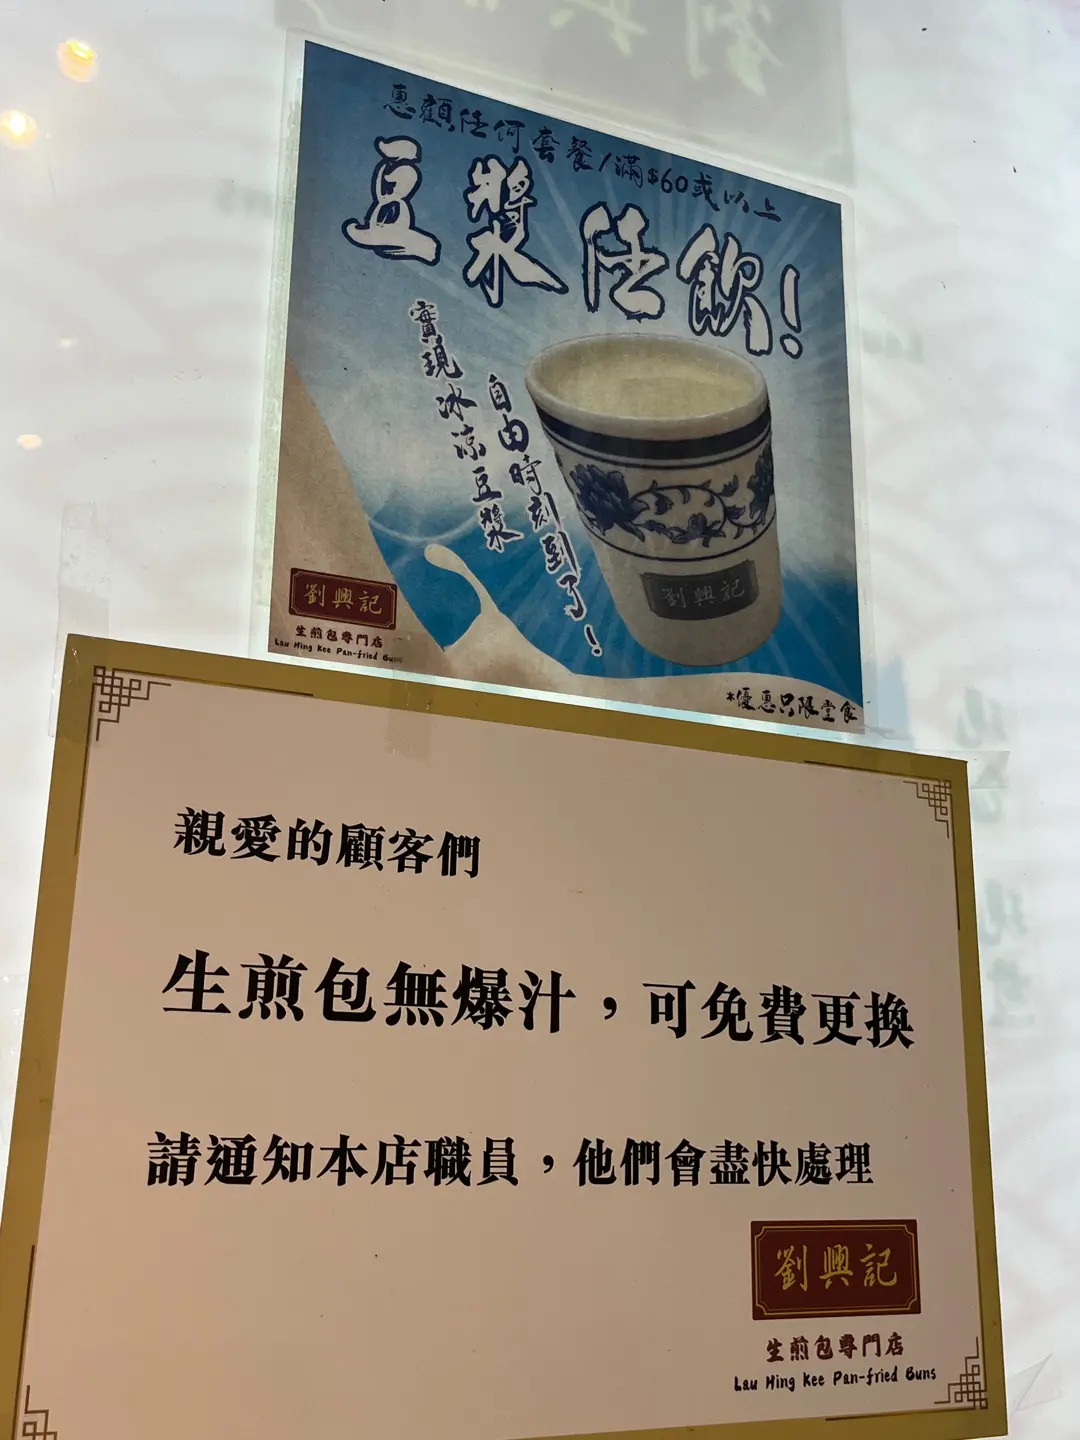 惠顧任何套餐/滿$60或以上
豆漿任飲!
實現冰涼豆漿
自由時刻到了!
劉興記
劉興記
生煎包專門店
Lau Hing Kee Pan-fried Buns
*優惠只限堂食
親愛的顧客們
生煎包無爆汁，可免費更換
請通知本店職員，他們會盡快處理
劉興記
生煎包專門店
Lau Hing Kee Pan-fried Buns